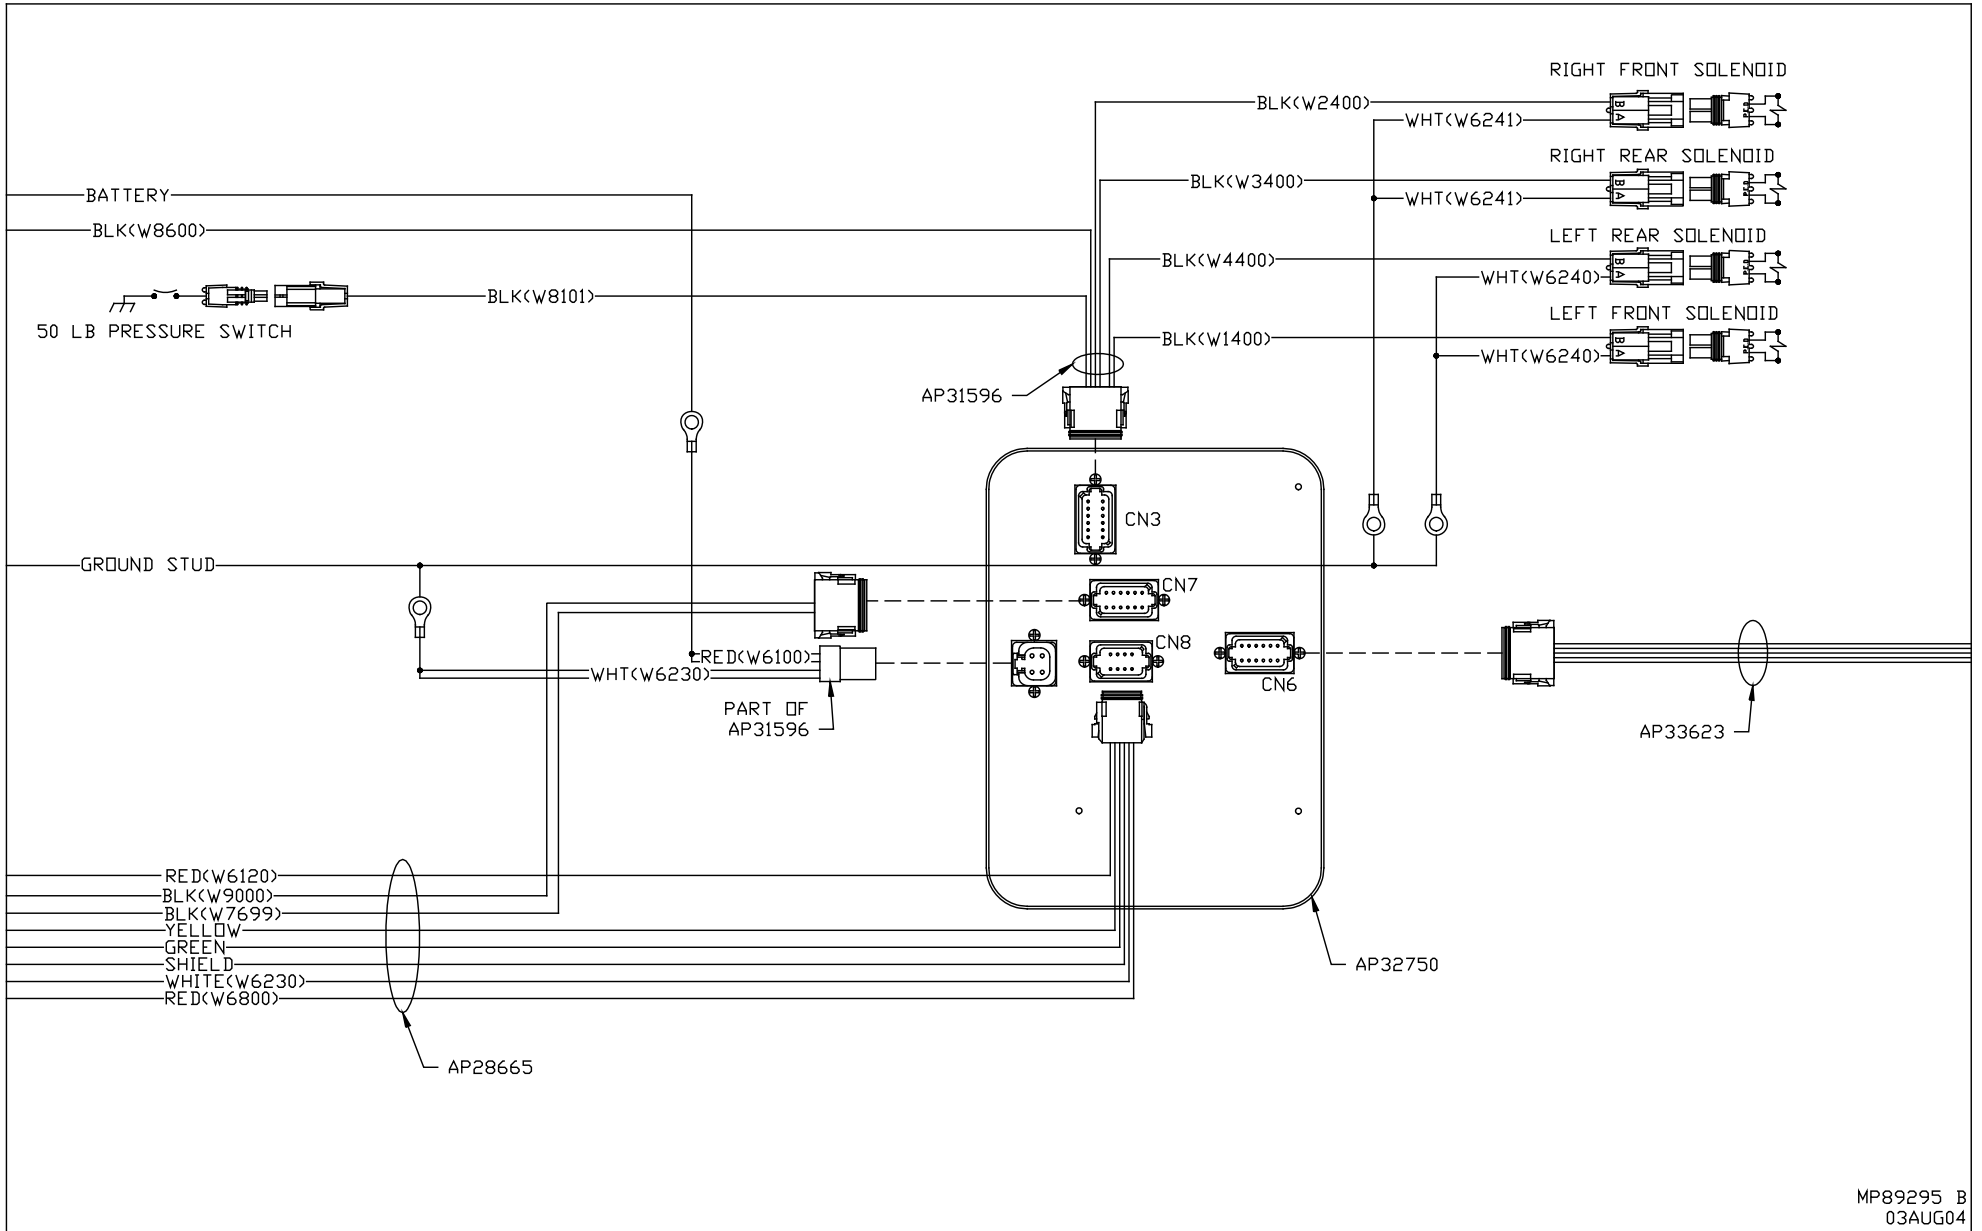 RIGHT FRONT SOLENOID
BLK(W2400)
WHT(W6241)
B
A
RIGHT REAR SOLENOID
BATTERY
BLK(W3400)
WHT(W6241)
B
A
BLK(W8600)
LEFT REAR SOLENOID
BLK(W4400)
WHT(W6240)
B
A
BLK(W8101)
50 LB PRESSURE SWITCH
LEFT FRONT SOLENOID
BLK(W1400)
WHT(W6240)
B
A
AP31596
CN3
GROUND STUD
CN7
CN8
RED(W6100)
WHT(W6230)
CN6
PART OF
AP31596
AP33623
RED(W6120)
BLK(W9000)
BLK(W7699)
YELLOW
GREEN
SHIELD
WHITE(W6230)
RED(W6800)
AP32750
AP28665
MP89295 B
03AUG04